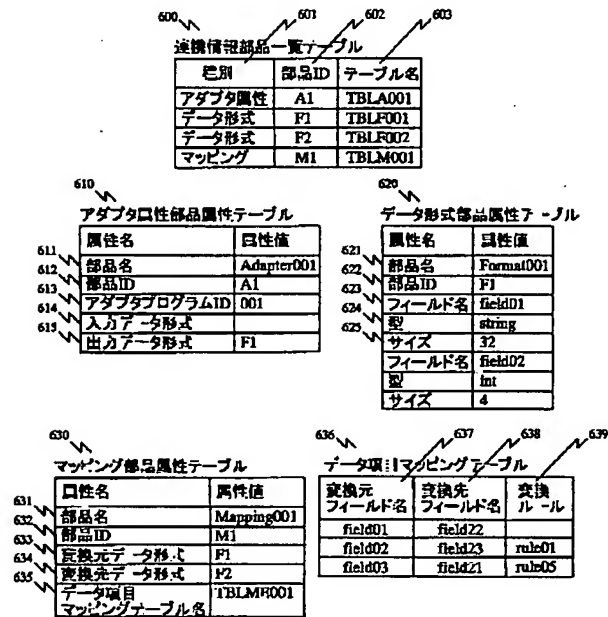 600
601
602
603
連携情報部品一覧テーブル
種別 部品ID テーブル名
アダプタ属性 A1 TBLA001
データ形式 F1 TBLF001
データ形式 F2 TBLF002
マッピング M1 TBLM001
610
アダプタ属性部品属性テーブル
属性名 属性値
611 部品名 Adapter001
612 部品ID A1
613 アダプタプログラムID 001
614 入力データ形式
615 出力データ形式 F1
620
データ形式部品属性テーブル
属性名 属性値
621 部品名 Format001
622 部品ID F1
623 フィールド名 field01
624 型 string
625 サイズ 32
フィールド名 field02
型 Int
サイズ 4
630
マッピング部品属性テーブル
属性名 属性値
631 部品名 Mapping001
632 部品ID M1
633 変換元データ形式 F1
634 変換先データ形式 F2
635 データ項目 
マッピングテーブル名
636
637
638
639
データ項目マッピングテーブル
変換元 変換先 変換
フィールド名 フィールド名 ルール
field01 field22
field02 field23 rule01
field03 field21 rule05